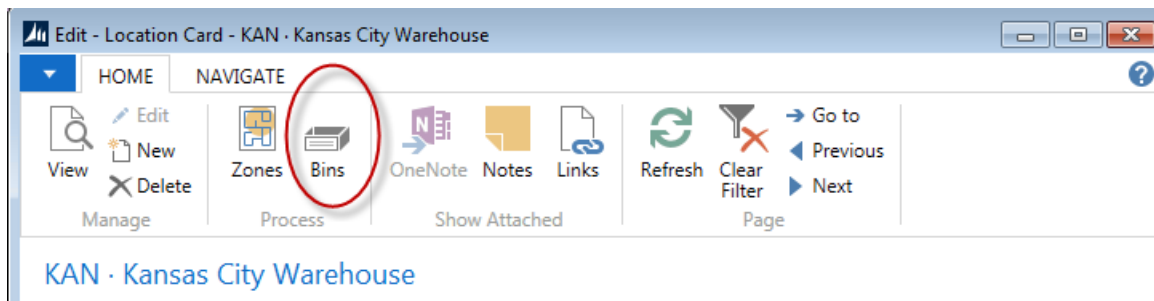 Edit - Location Card - KAN · Kansas City Warehouse
HOME NAVIGATE
View
Edit
New
Delete
Manage
Zones
Bins
Process
OneNote
Notes
Links
Show Attached
Refresh
Clear
Filter
Go to
Previous
Next
Page
KAN · Kansas City Warehouse